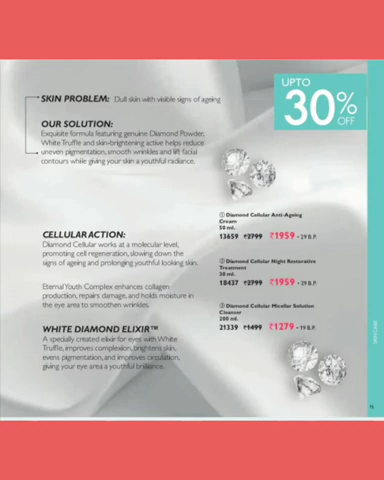 UPTO
30%
OFF
SKIN PROBLEM: Dull skin with visible signs of ageing
OUR SOLUTION:
Exquisite formula featuring genuine Diamond Powder,
White Truffle and skin-brightening active helps reduce
uneven pigmentation, smooth wrinkles and lift facial
contours while giving your skin a youthful radiance.
① Diamond Cellular Anti-Ageing
Cream
50 ml.
13659 ₹2799 ₹1959 • 29 B.P.
CELLULAR ACTION:
Diamond Cellular works at a molecular level,
promoting cell regeneration, slowing down the
signs of ageing and prolonging youthful looking skin.
② Diamond Cellular Night Restorative
Treatment
50 ml.
18437 ₹2799 ₹1959 • 29 B.P.
Eternal Youth Complex enhances collagen
production, repairs damage, and holds moisture in
the eye area to smoothen wrinkles.
③ Diamond Cellular Micellar Solution
Cleanser
200 ml.
21339 ₹1499 ₹1279 • 19 B.P.
WHITE DIAMOND ELIXIR™
A specially created elixir for eyes with White
Truffle, improves complexion, brightens skin,
evens pigmentation, and improves circulation,
giving your eye area a youthful brilliance.
SKINCARE